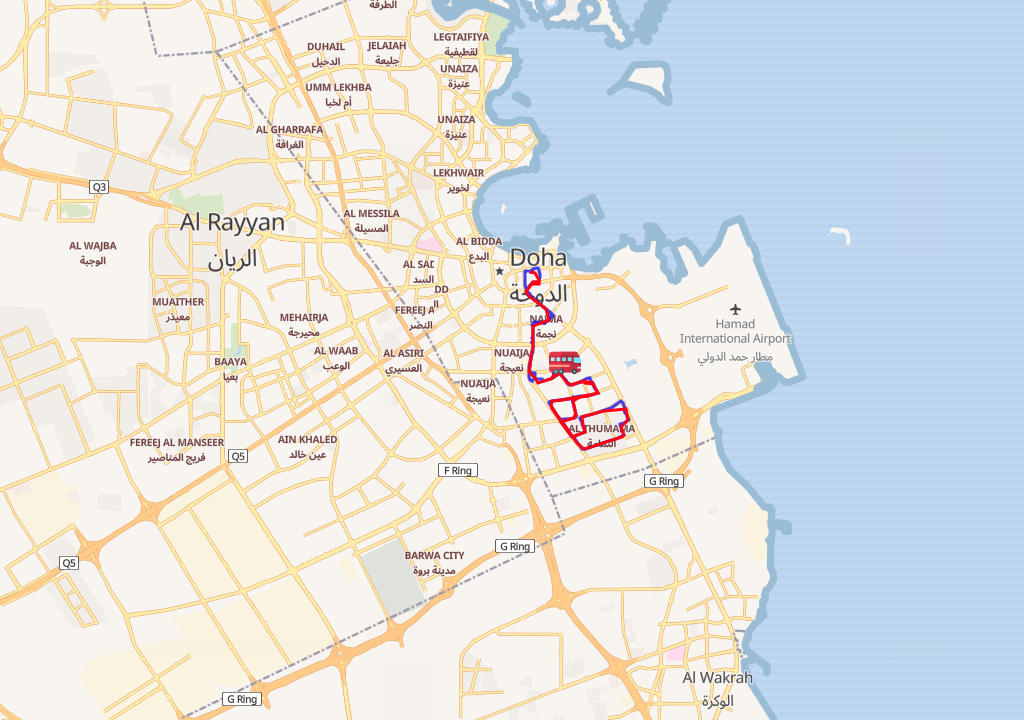 الطرفة
LEGTAIFIYA
لقطيفية
DUHAIL
الدحيل
JELAIAH
جليعة
UNAIZA
عنيزة
UMM LEKHBA
أم لخبا
AL GHARRAFA
الغرافة
UNAIZA
عنيزة
LEKHWAIR
لخوير
Q3
Al Rayyan
الريان
AL MESSILA
المسيلة
AL WAJBA
الوجبة
AL BIDDA
البدع
Doha
الدوحة
AL SAD
السد
DD
MUAITHER
معيذر
MEHAIRJA
محيرجة
FEREEJ A
النصر
NAJMA
نجمة
Hamad
International Airport
مطار حمد الدولي
BAAYA
بعيا
AL WAAB
الوعب
AL ASIRI
العسيري
NUAIJA
نعيجة
NUAIJA
نعيجة
AL THUMAMA
الثمامة
FEREEJ AL MANSEER
فريج المناصير
AIN KHALED
عين خالد
Q5
F Ring
G Ring
G Ring
BARWA CITY
مدينة بروة
Q5
Al Wakrah
الوكرة
G Ring